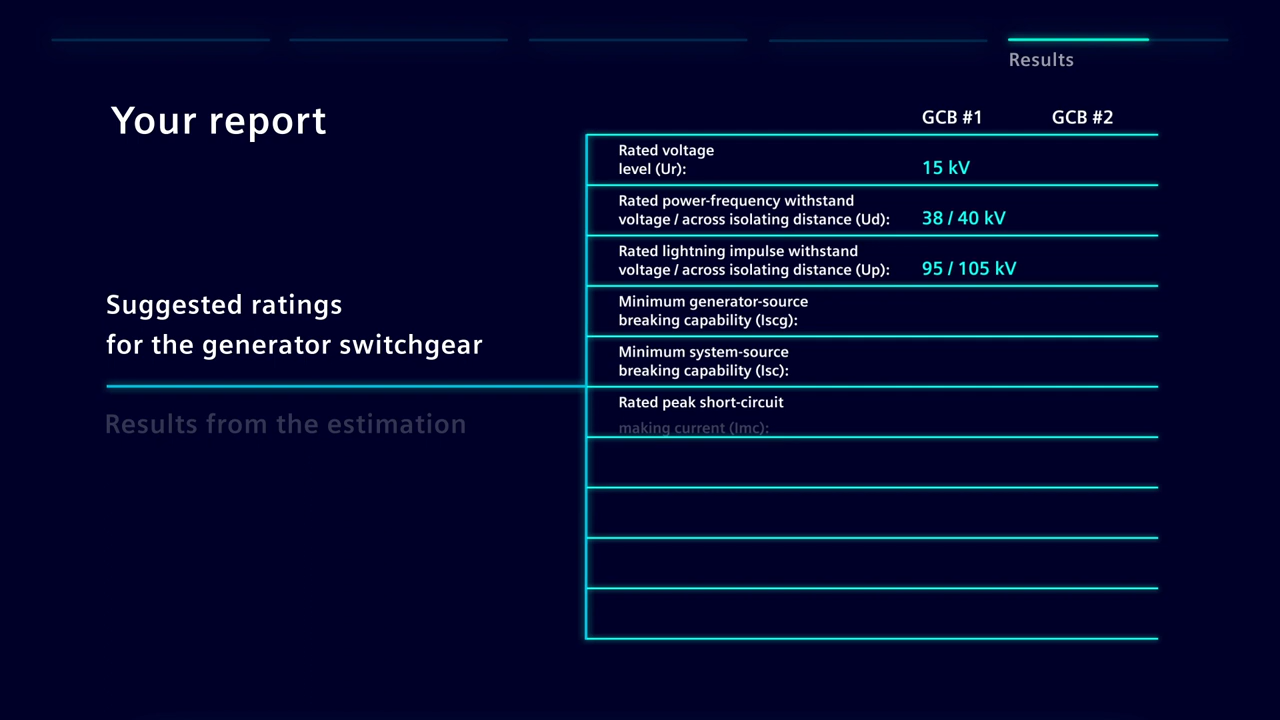 Results
Your report
GCB #1 GCB #2
Rated voltage
level (Ur): 15 kV
Rated power-frequency withstand
voltage / across isolating distance (Ud): 38 / 40 kV
Rated lightning impulse withstand
voltage / across isolating distance (Up): 95 / 105 kV
Minimum generator-source
breaking capability (Iscg):
Minimum system-source
breaking capability (Isc):
Rated peak short-circuit
making current (Imc):
Suggested ratings
for the generator switchgear
Results from the estimation